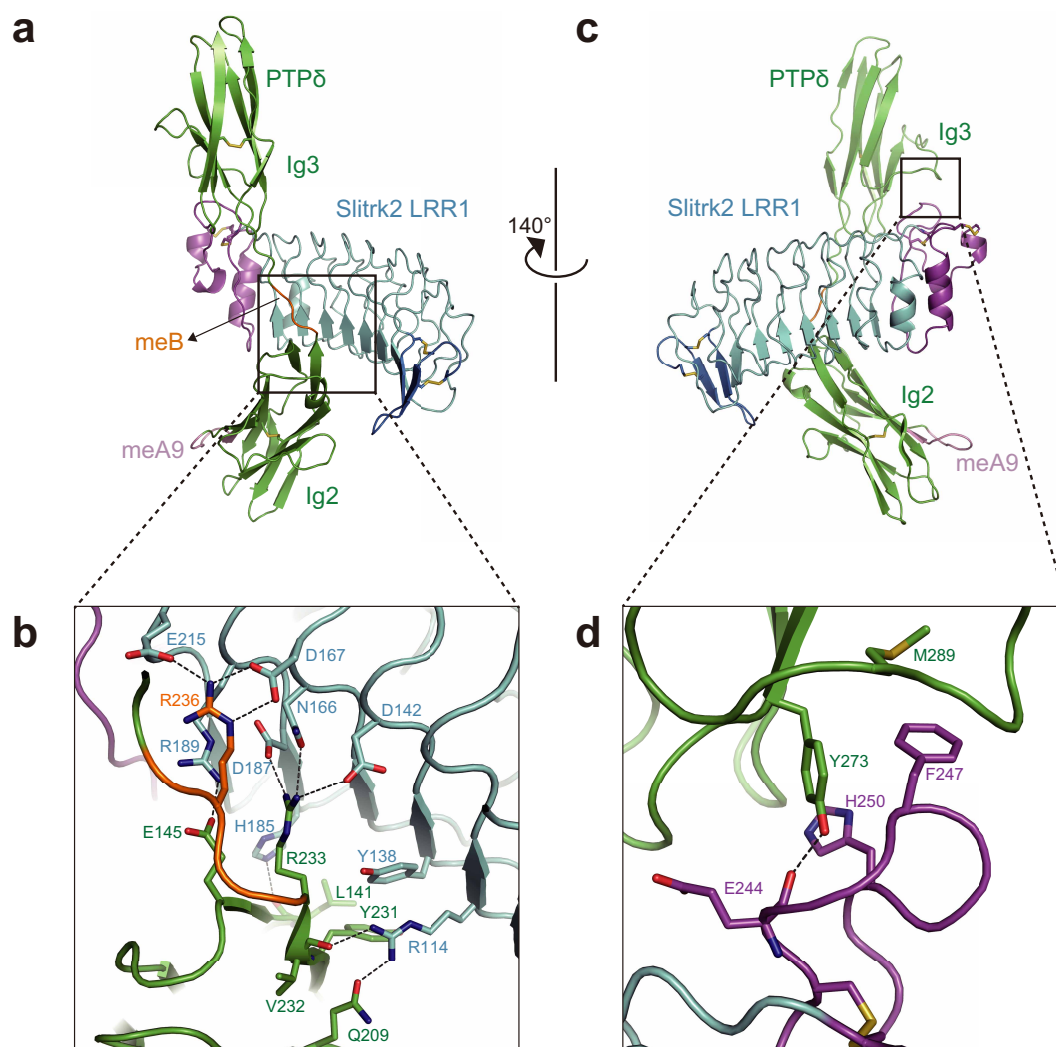 a
PTPδ
Ig3
Slitrk2 LRR1
meB
meA9
Ig2
140°
c
PTPδ
Ig3
Slitrk2 LRR1
Ig2
meA9
b
E215
D167
R236
N166
D142
R189
D187
E145
H185
R233
Y138
L141
Y231
R114
V232
Q209
d
M289
Y273
F247
H250
E244